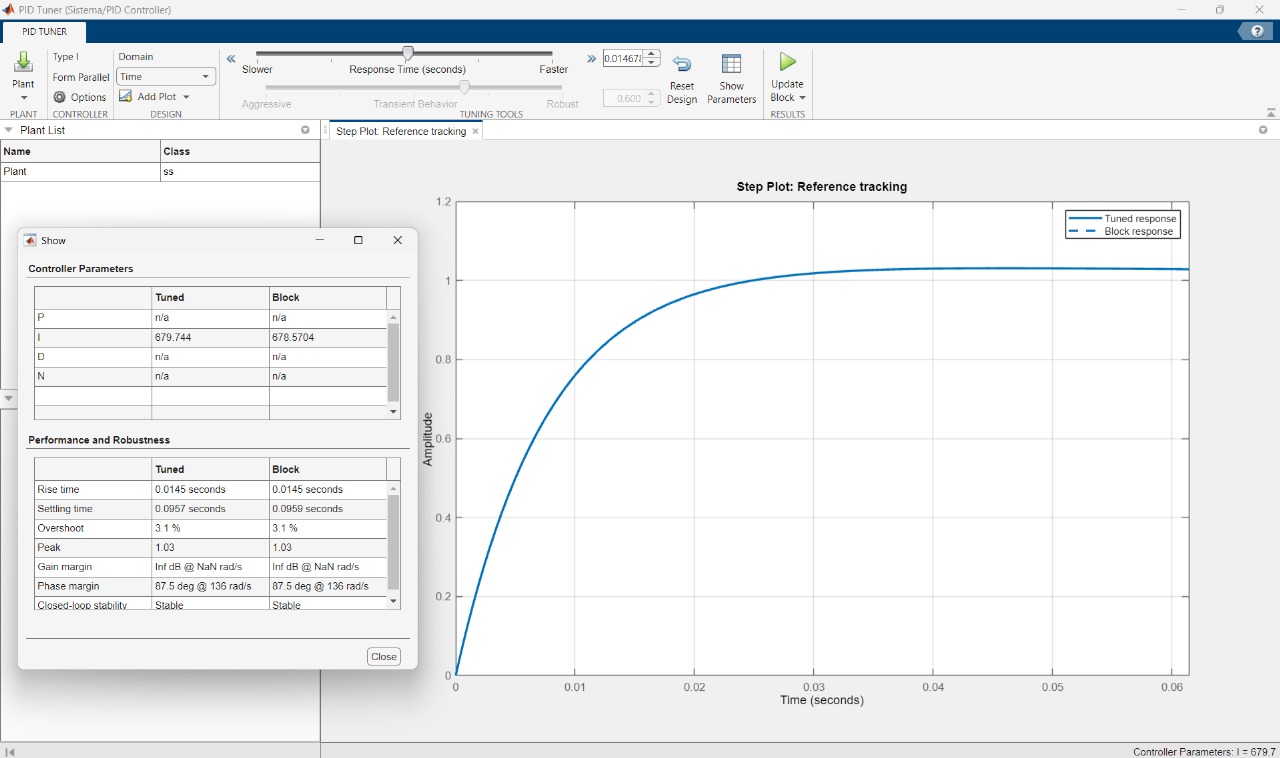 PID Tuner (Sistema/PID Controller)
PID TUNER
Plant
PLANT
Type I
Form Parallel
Options
CONTROLLER
Domain
Time
Add Plot
DESIGN
Slower
Response Time (seconds)
Faster
Aggressive
Transient Behavior
Robust
0.600
Reset
Design
Show
Parameters
TUNING TOOLS
Update
Block
RESULTS
Plant List
Name Class
Plant ss
Step Plot: Reference tracking
Show
Controller Parameters
Tuned Block
P n/a n/a
I 679.744 678.5704
D n/a n/a
N n/a n/a
Performance and Robustness
Tuned Block
Rise time 0.0145 seconds 0.0145 seconds
Settling time 0.0957 seconds 0.0959 seconds
Overshoot 3.1 % 3.1 %
Peak 1.03 1.03
Gain margin Inf dB @ NaN rad/s Inf dB @ NaN rad/s
Phase margin 87.5 deg @ 136 rad/s 87.5 deg @ 136 rad/s
Closed-loop stability Stable Stable
Close
Step Plot: Reference tracking
Tuned response
Block response
Amplitude
1.2
1
0.8
0.6
0.4
0.2
0
0 0.01 0.02 0.03 0.04 0.05 0.06
Time (seconds)
Controller Parameters: I = 679.7